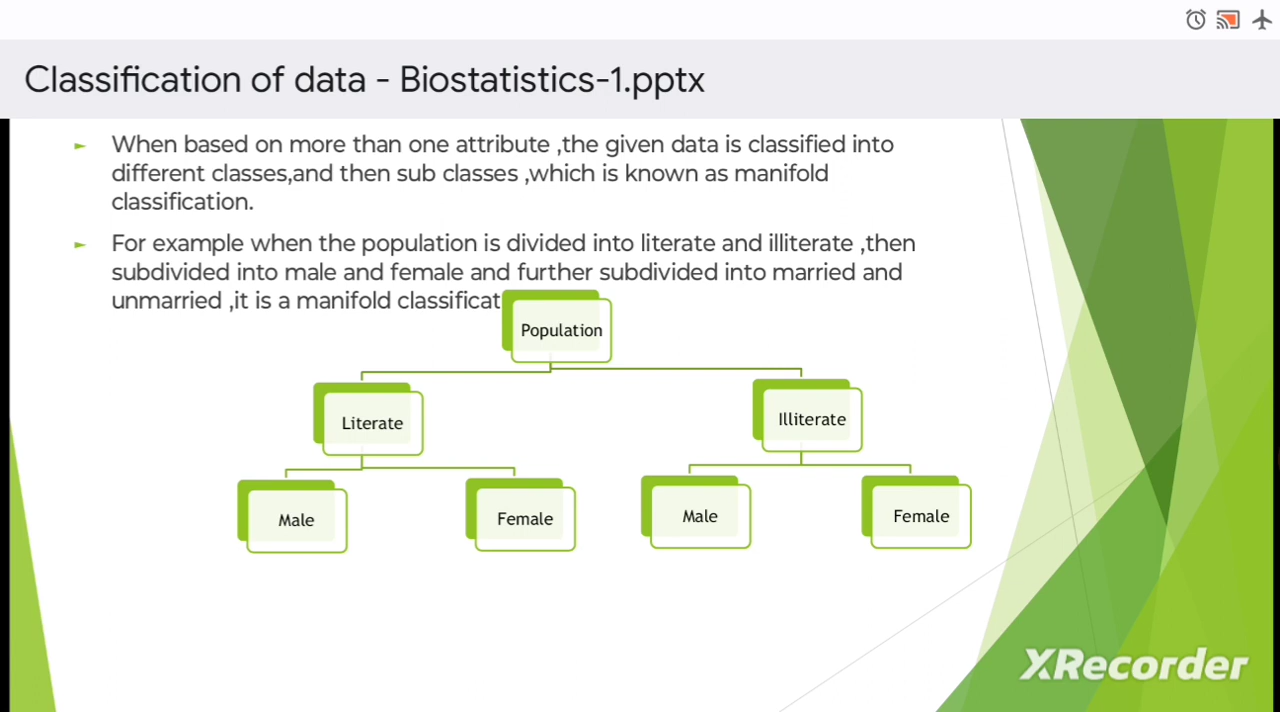 Classification of data - Biostatistics-1.pptx
When based on more than one attribute ,the given data is classified into
different classes,and then sub classes ,which is known as manifold
classification.
For example when the population is divided into literate and illiterate ,then
subdivided into male and female and further subdivided into married and
unmarried ,it is a manifold classificat
Population
Literate
Illiterate
Male
Female
Male
Female
XRecorder